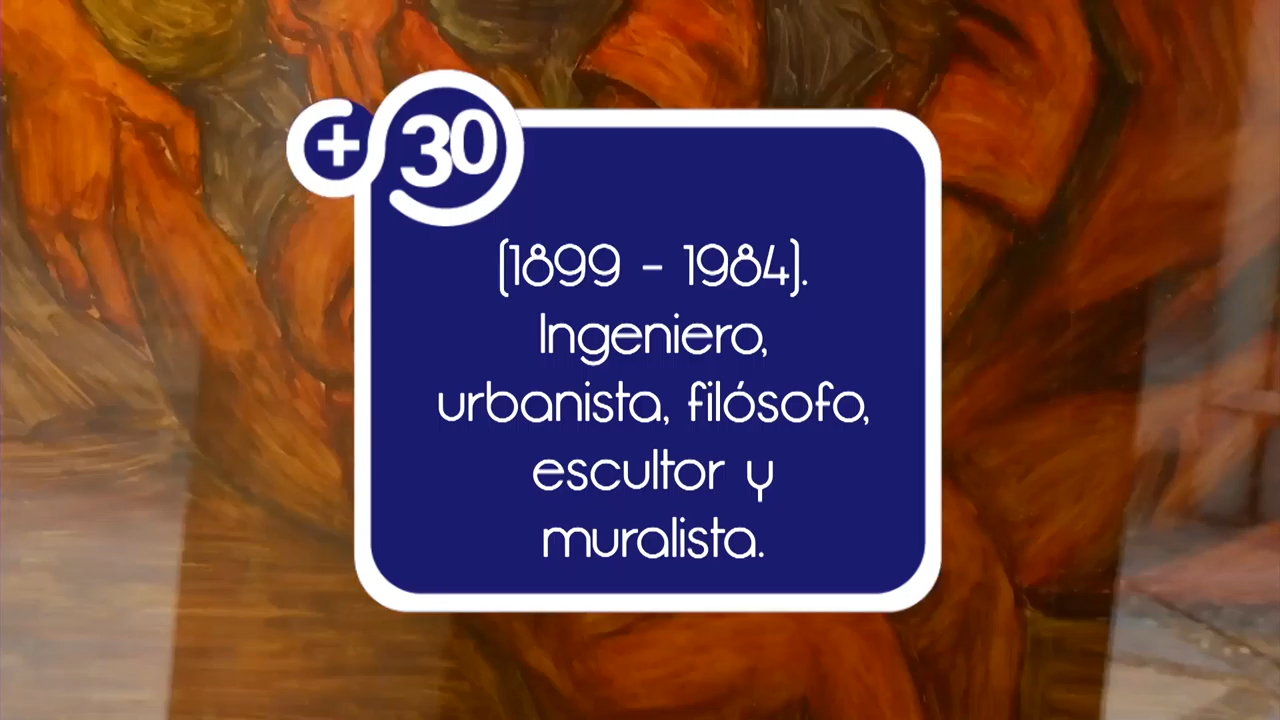 + 30
(1899 - 1984).
Ingeniero,
urbanista, filósofo,
escultor y
muralista.